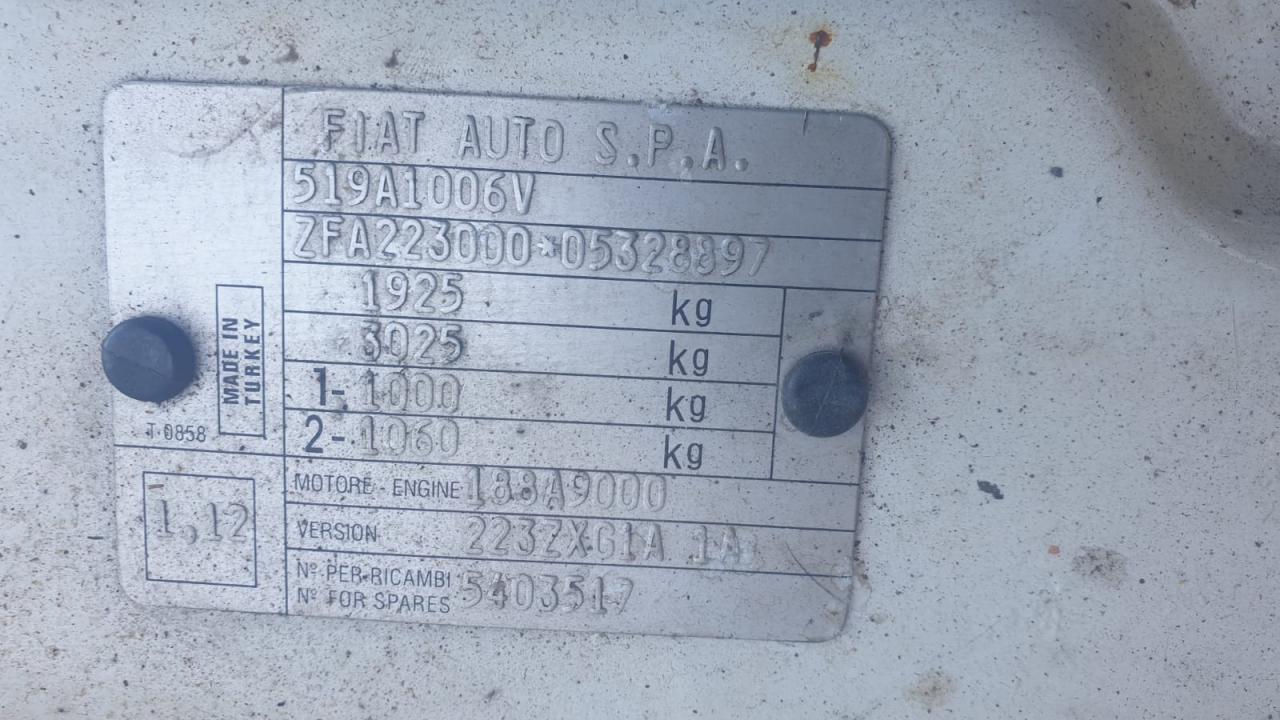 FIAT AUTO S.P.A.
519A1006V
ZFA223000*05328897
1925 kg
3025 kg
1- 1000 kg
2- 1060 kg
MADE IN
TURKEY
T 0858
1,12
MOTORE - ENGINE 188A9000
VERSION 223ZXG1A 1A
Nº PER RICAMBI
Nº FOR SPARES 5403517